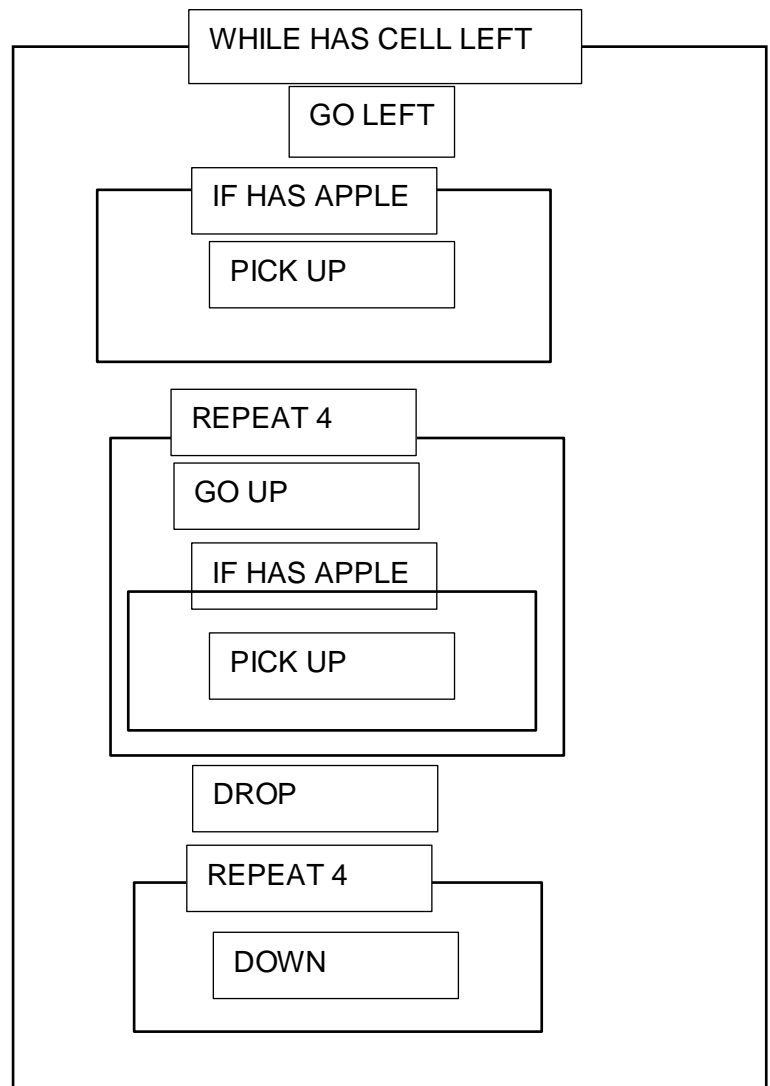 WHILE HAS CELL LEFT
GO LEFT
IF HAS APPLE
PICK UP
REPEAT 4
GO UP
IF HAS APPLE
PICK UP
DROP
REPEAT 4
DOWN